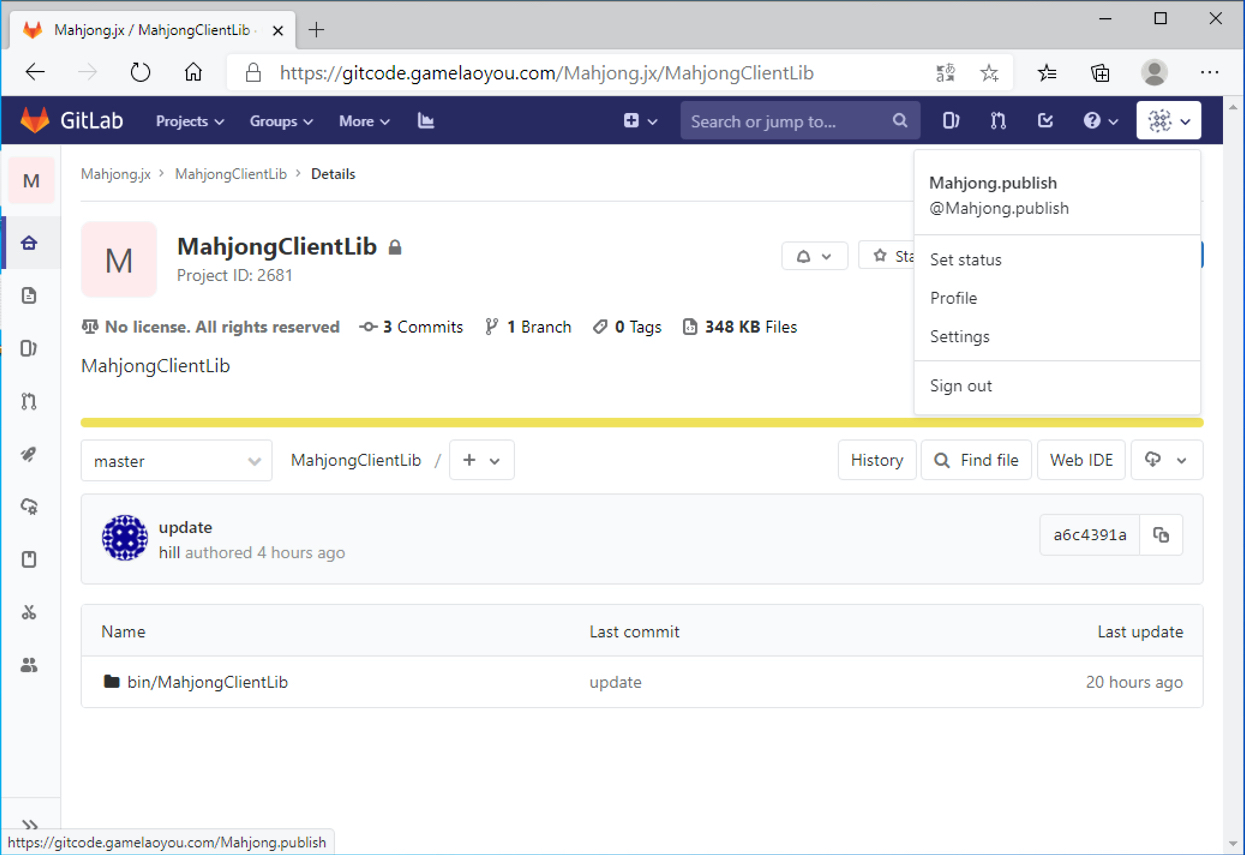 Mahjong.jx / MahjongClientLib
https://gitcode.gamelaoyou.com/Mahjong.jx/MahjongClientLib
GitLab Projects Groups More Search or jump to...
M Mahjong.jx > MahjongClientLib > Details
Mahjong.publish
@Mahjong.publish
Set status
Profile
Settings
Sign out
M
MahjongClientLib
Project ID: 2681
Sta
No license. All rights reserved 3 Commits 1 Branch 0 Tags 348 KB Files
MahjongClientLib
master MahjongClientLib / + History Find file Web IDE
update
hill authored 4 hours ago
a6c4391a
Name Last commit Last update
bin/MahjongClientLib update 20 hours ago
https://gitcode.gamelaoyou.com/Mahjong.publish